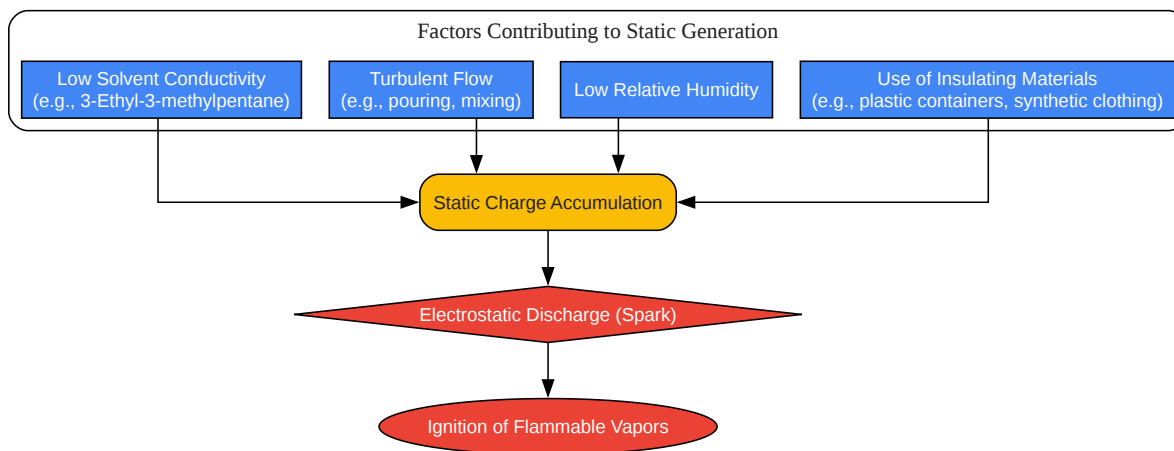 Factors Contributing to Static Generation
Low Solvent Conductivity
(e.g., 3-Ethyl-3-methylpentane)
Turbulent Flow
(e.g., pouring, mixing)
Low Relative Humidity
Use of Insulating Materials
(e.g., plastic containers, synthetic clothing)
Static Charge Accumulation
Electrostatic Discharge (Spark)
Ignition of Flammable Vapors